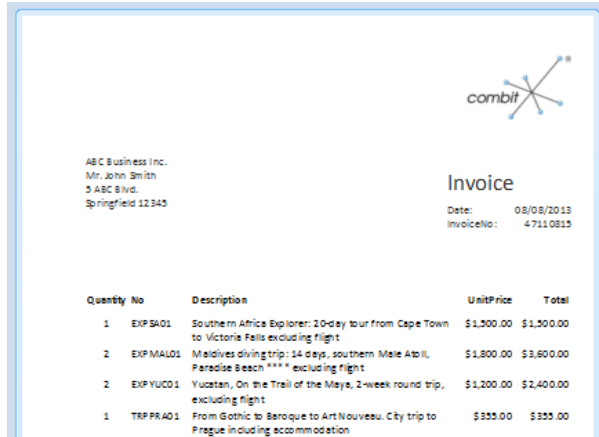 combit
ABC Business Inc.
Mr. John Smith
5 ABC Blvd.
Springfield 12345
Invoice
Date: 08/08/2013
InvoiceNo: 47110815
Quantity No Description UnitPrice Total
1 EXPSA01 Southern Africa Explorer: 20-day tour from Cape Town $1,500.00 $1,500.00
to Victoria Falls excluding flight
2 EXPMAL01 Maldives diving trip: 14 days, southern Male Atoll, $1,800.00 $3,600.00
Paradise Beach **** excluding flight
2 EXPYUC01 Yucatan, On the Trail of the Maya, 2-week round trip, $1,200.00 $2,400.00
excluding flight
1 TRPPRA01 From Gothic to Baroque to Art Nouveau. City trip to $355.00 $355.00
Prague including accommodation